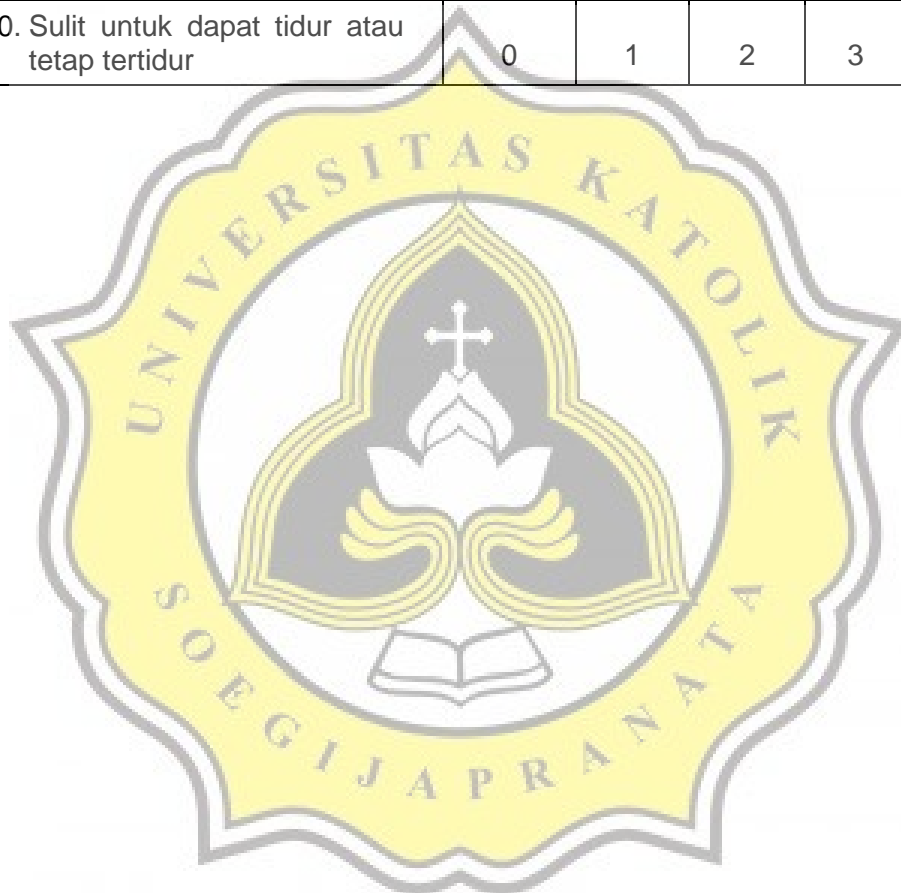 0. Sulit untuk dapat tidur atau
tetap tertidur
0 1 2 3
UNIVERSITAS KATOLIK
SOEGIJAPRANATA